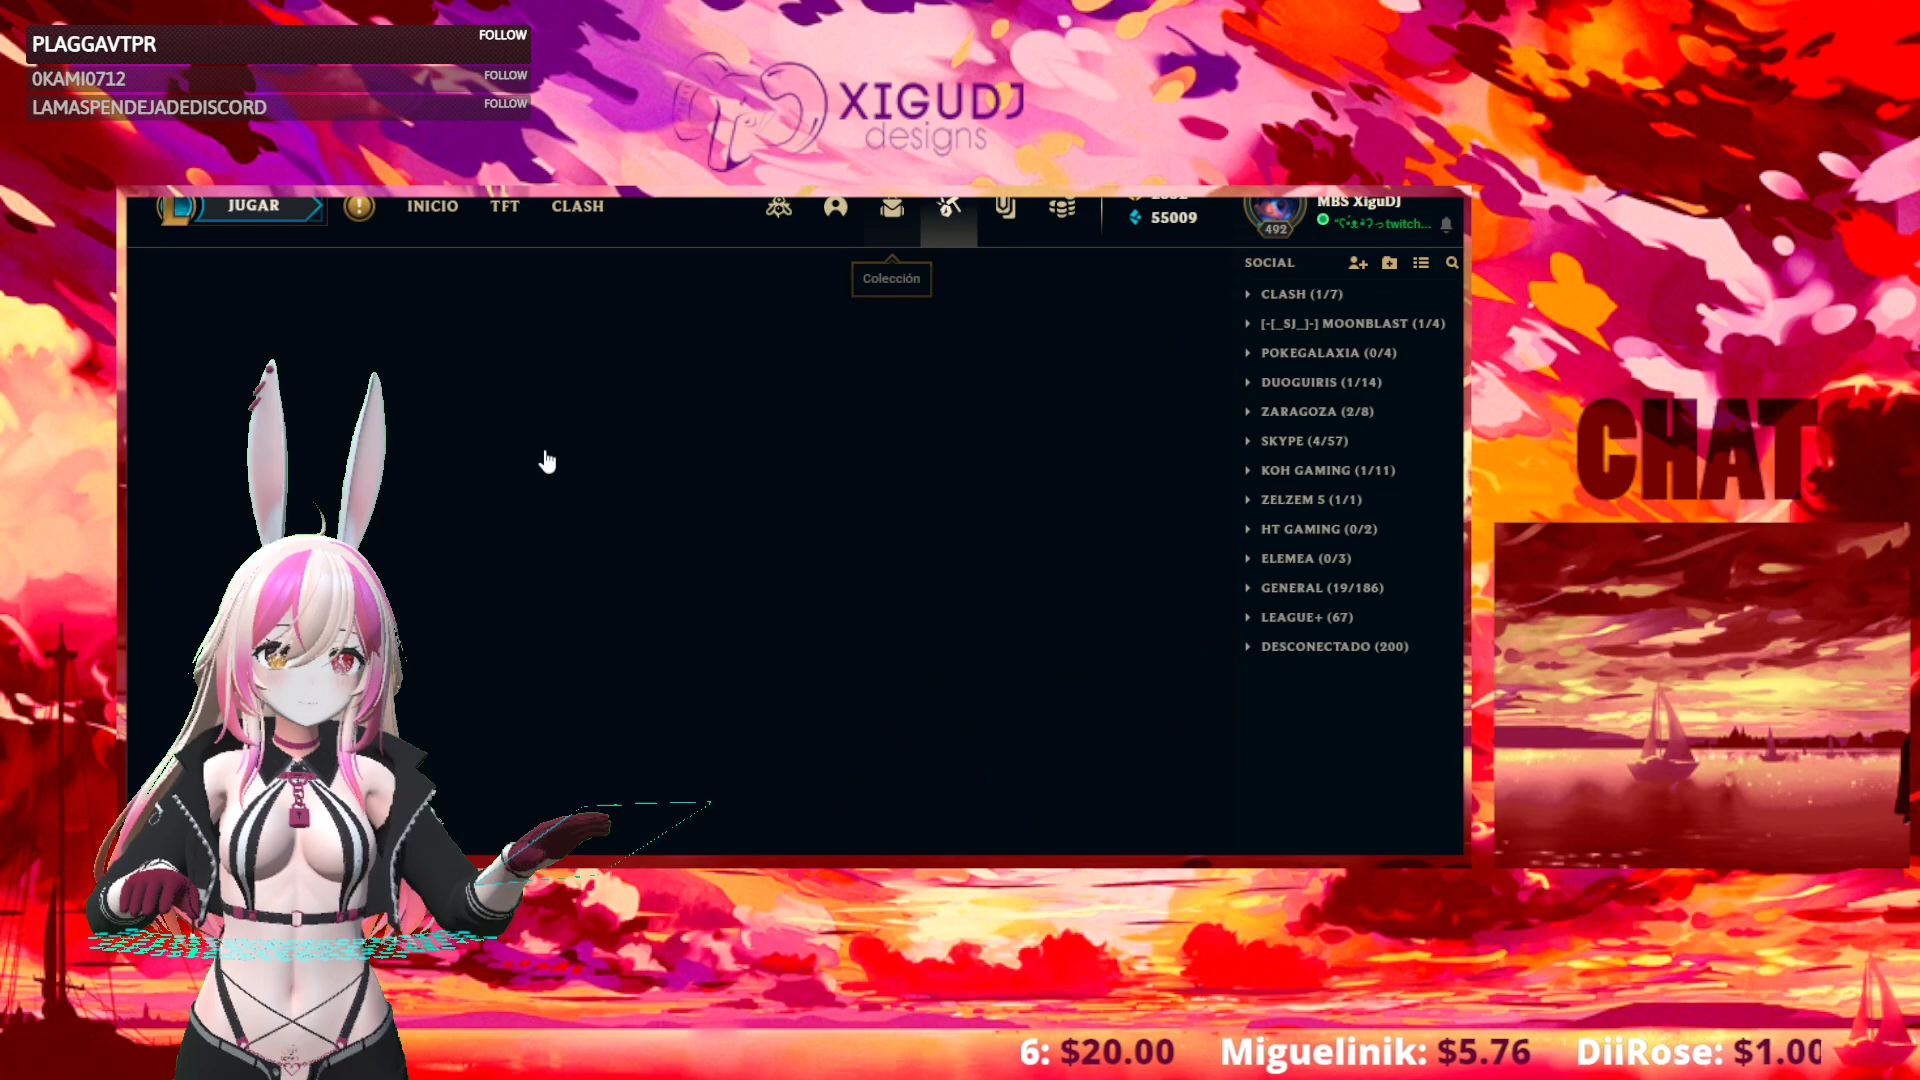 PLAGGAVTPR FOLLOW
0KAMI0712 FOLLOW
LAMASPENDEJADEDISCORD FOLLOW
XIGUDJ
designs
JUGAR
INICIO TFT CLASH
55009
MBS XiguDJ
492
twitch...
Colección
SOCIAL
CLASH (1/7)
[-[_SJ_]-] MOONBLAST (1/4)
POKEGALAXIA (0/4)
DUOGUIRIS (1/14)
ZARAGOZA (2/8)
SKYPE (4/57)
KOH GAMING (1/11)
ZELZEM 5 (1/1)
HT GAMING (0/2)
ELEMEA (0/3)
GENERAL (19/186)
LEAGUE+ (67)
DESCONECTADO (200)
CHAT
6: $20.00 Miguelinik: $5.76 DiiRose: $1.00